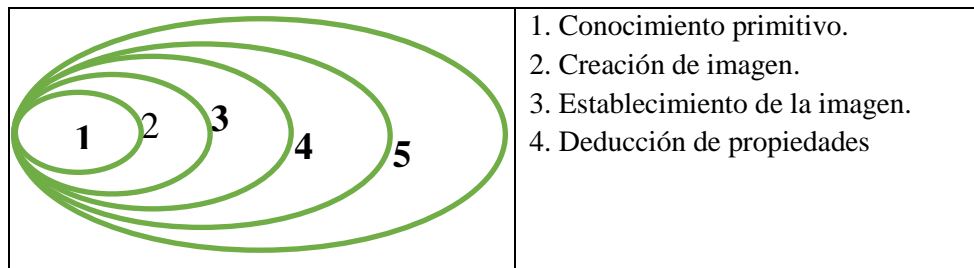 1
2
3
4
5
1. Conocimiento primitivo.
2. Creación de imagen.
3. Establecimiento de la imagen.
4. Deducción de propiedades